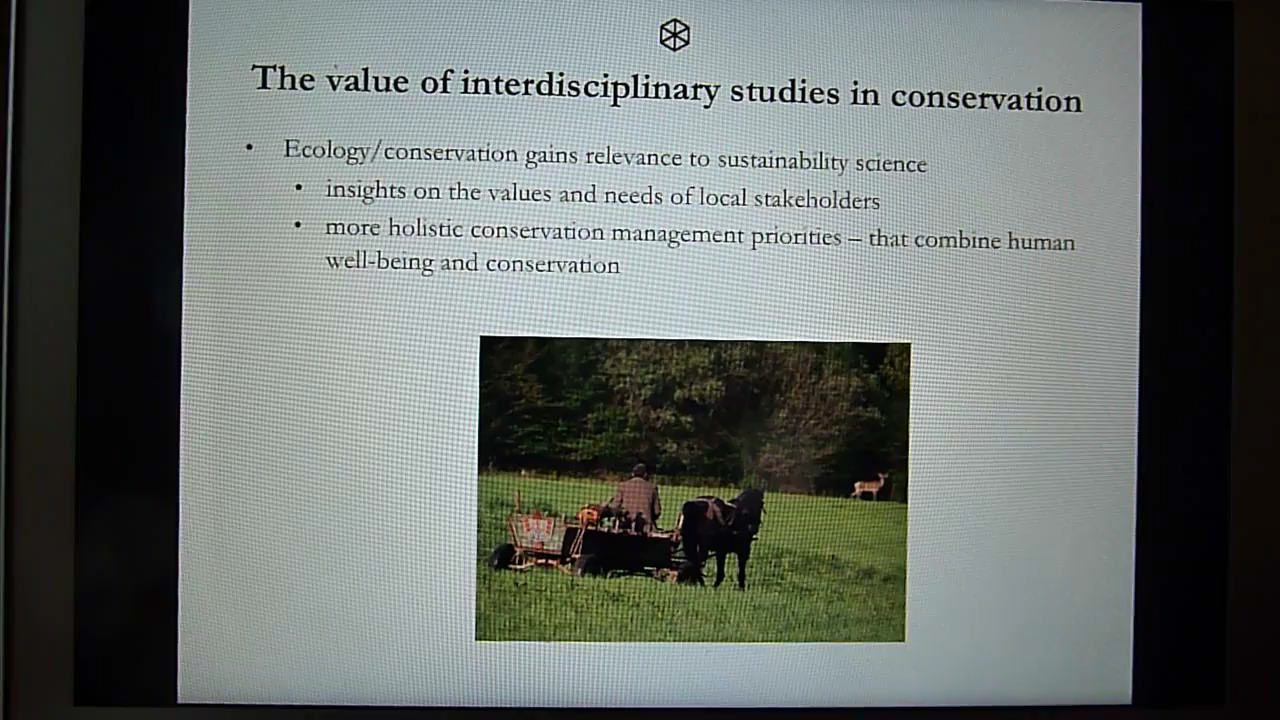 The value of interdisciplinary studies in conservation
• Ecology/conservation gains relevance to sustainability science
• insights on the values and needs of local stakeholders
• more holistic conservation management priorities – that combine human
well-being and conservation